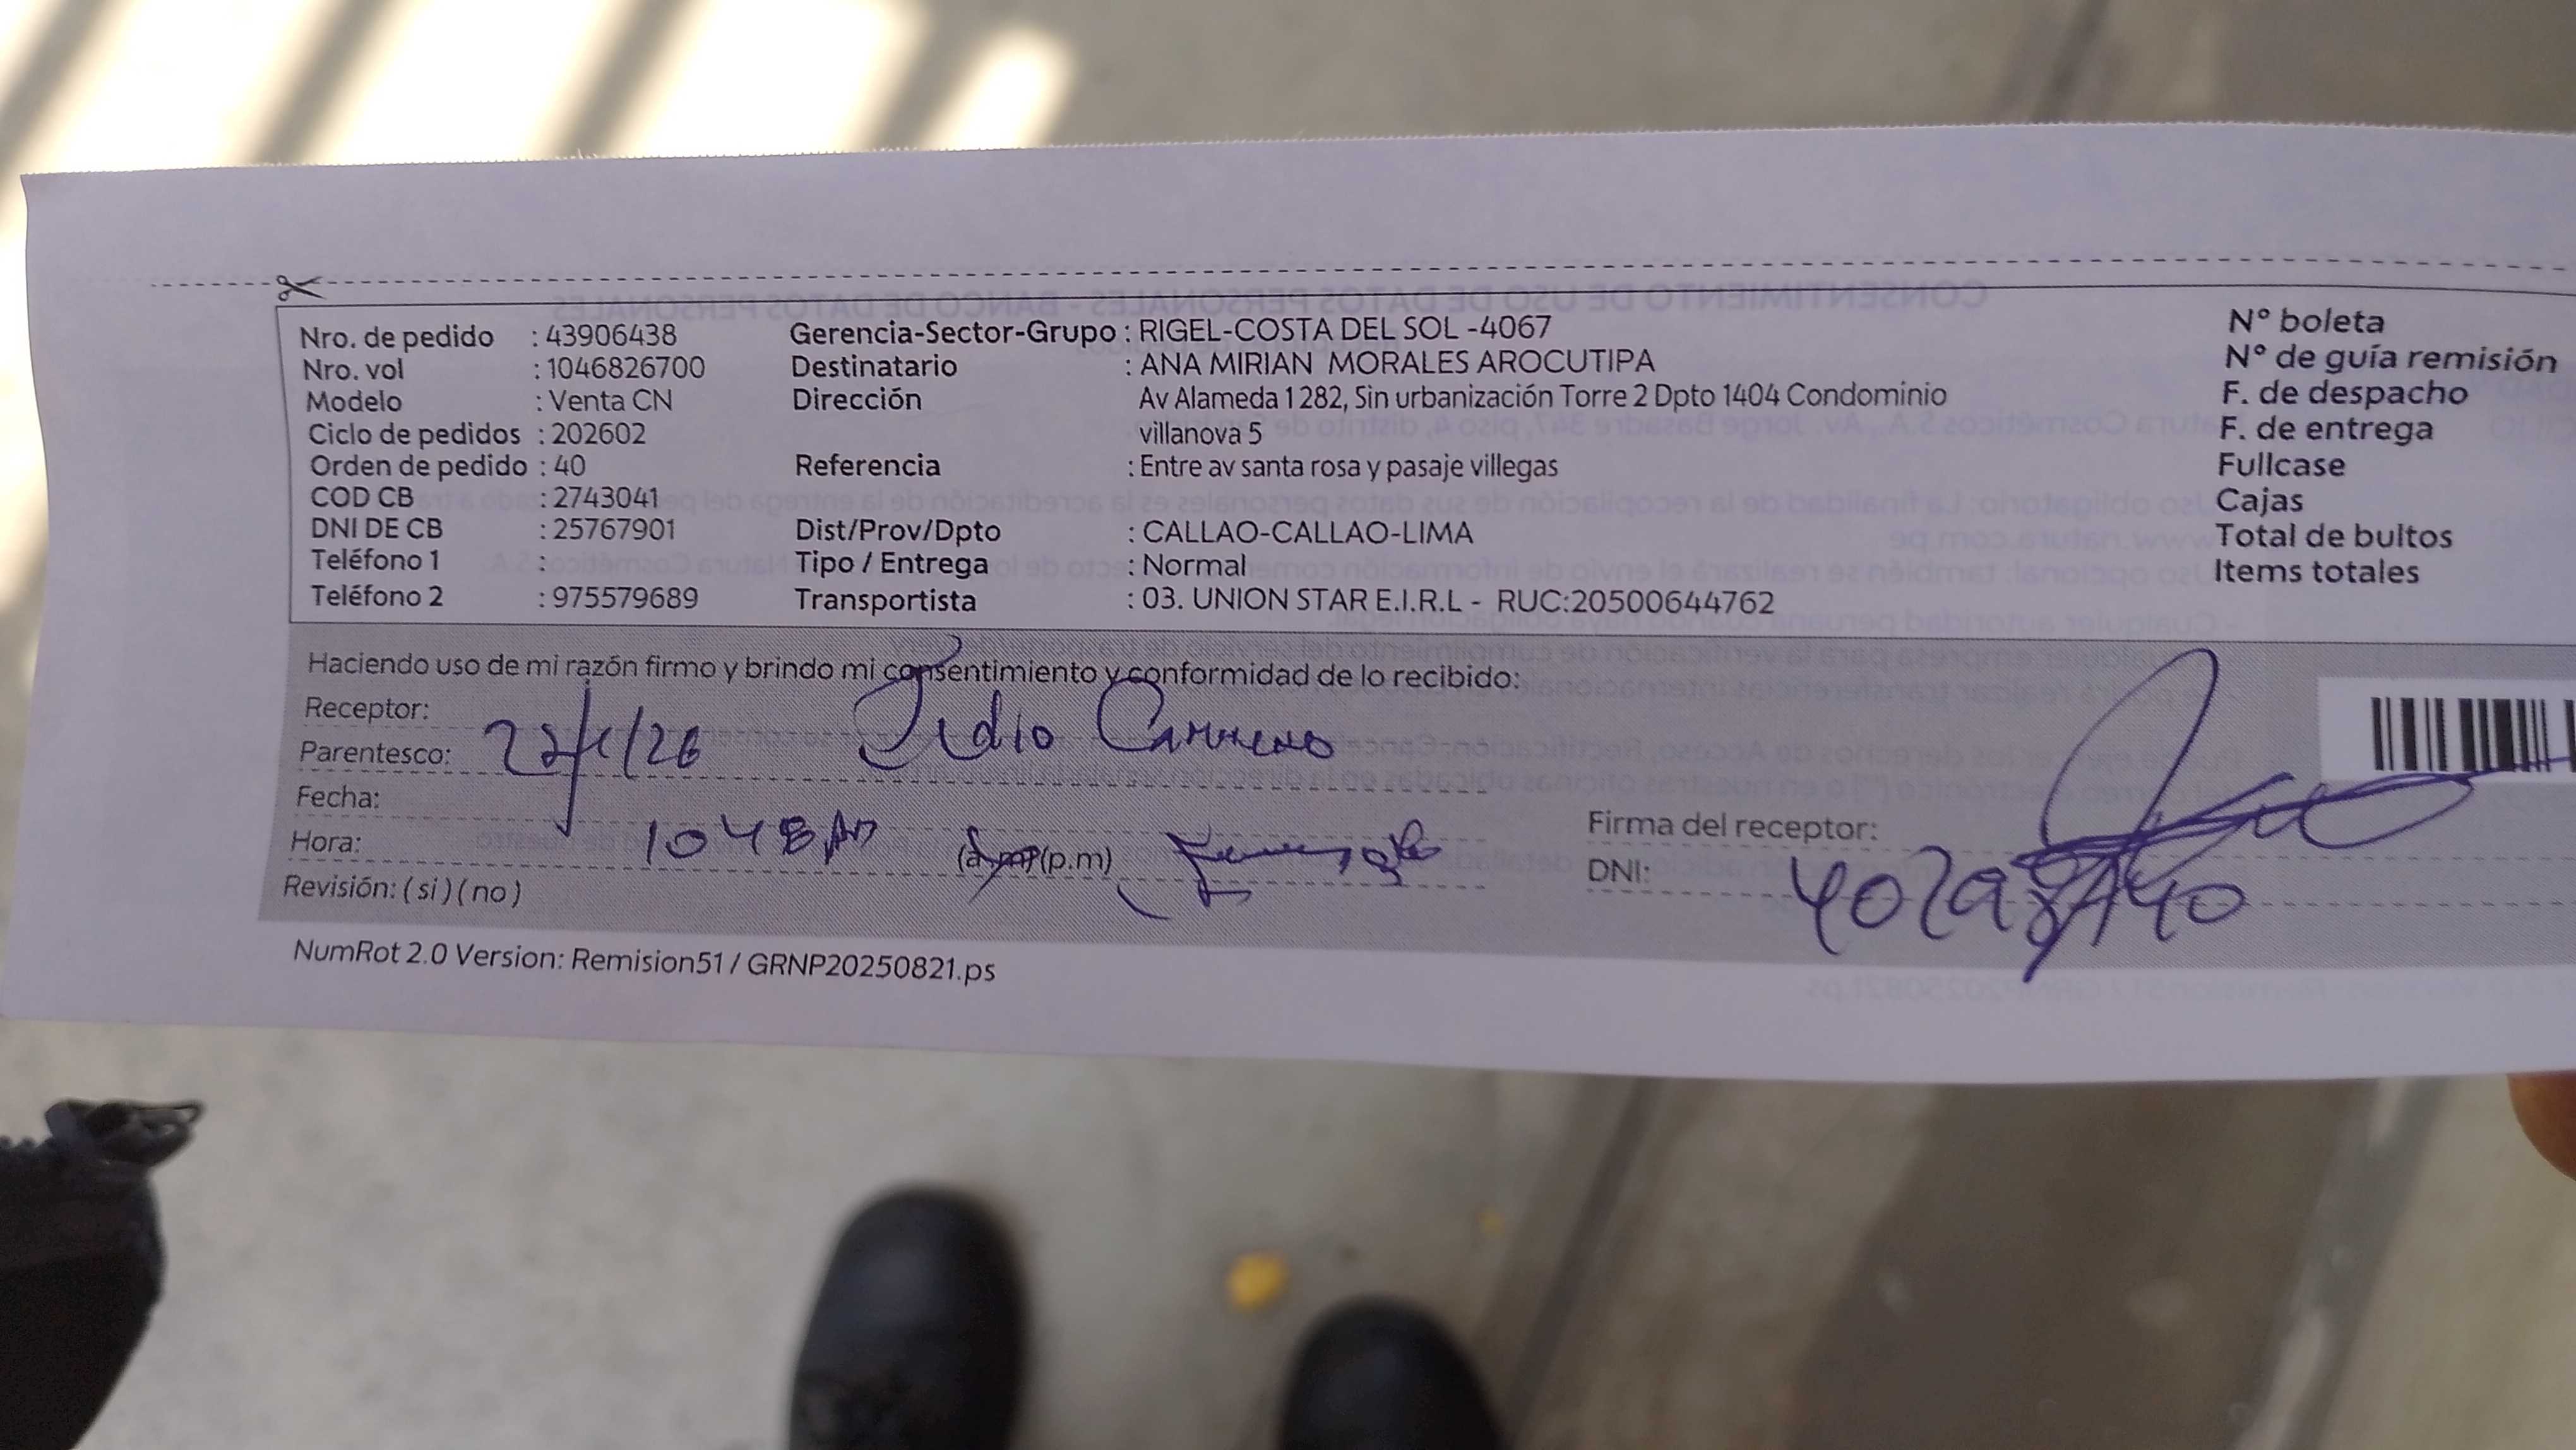 Nro. de pedido : 43906438
Nro. vol : 1046826700
Modelo : Venta CN
Ciclo de pedidos : 202602
Orden de pedido : 40
COD CB : 2743041
DNI DE CB : 25767901
Teléfono 1 :
Teléfono 2 : 975579689
Gerencia-Sector-Grupo : RIGEL-COSTA DEL SOL -4067
Destinatario : ANA MIRIAN MORALES AROCUTIPA
Dirección Av Alameda 1282, Sin urbanización Torre 2 Dpto 1404 Condominio
villanova 5
Referencia : Entre av santa rosa y pasaje villegas
Dist/Prov/Dpto : CALLAO-CALLAO-LIMA
Tipo / Entrega : Normal
Transportista : 03. UNION STAR E.I.R.L - RUC:20500644762
N° boleta
N° de guía remisión
F. de despacho
F. de entrega
Fullcase
Cajas
Total de bultos
Items totales
Haciendo uso de mi razón firmo y brindo mi consentimiento y conformidad de lo recibido:
Receptor:
Parentesco:
Fecha:
Hora: 1048 (a.m) (p.m)
Revisión: ( si ) ( no )
Firma del receptor:
DNI:
NumRot 2.0 Version: Remision51 / GRNP20250821.ps